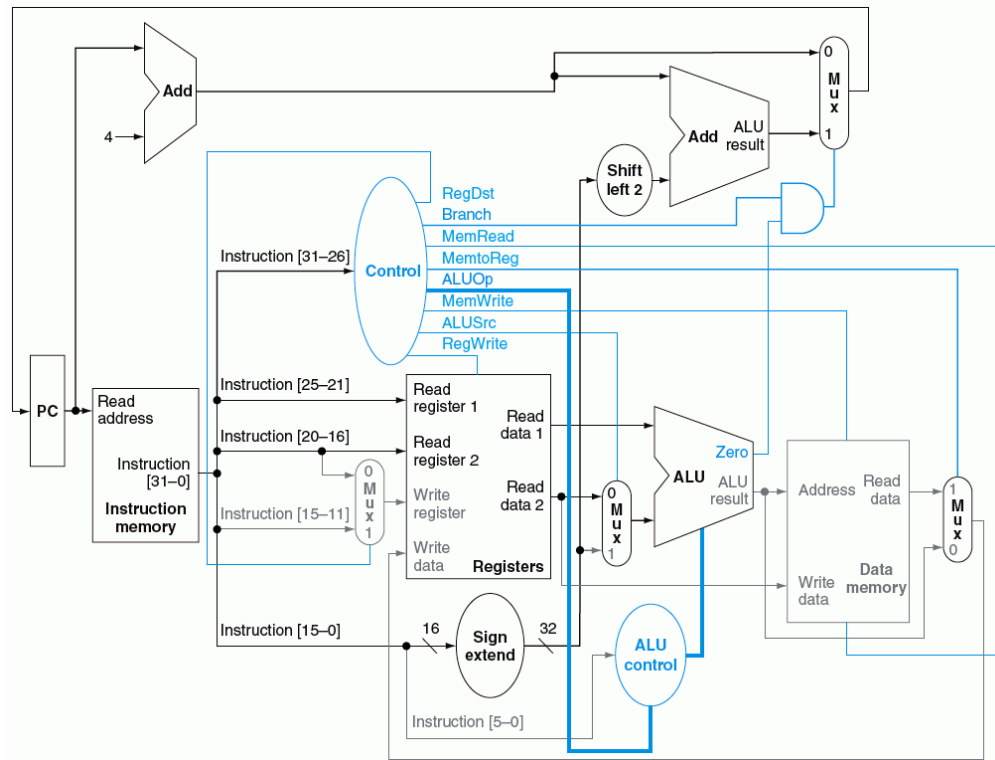 Add
4
0
M
u
x
1
Add
ALU
result
Shift
left 2
RegDst
Branch
MemRead
MemtoReg
ALUOp
MemWrite
ALUSrc
RegWrite
Control
Instruction [31–26]
Instruction [25–21]
Instruction [20–16]
Instruction [15–11]
Instruction [15–0]
Instruction [5–0]
PC
Read
address
Instruction
[31–0]
Instruction
memory
0
M
u
x
1
Read
register 1
Read
register 2
Write
register
Write
data
Read
data 1
Read
data 2
Registers
0
M
u
x
1
Zero
ALU
ALU
result
Address
Read
data
Write
data
Data
memory
1
M
u
x
0
16
Sign
extend
32
ALU
control